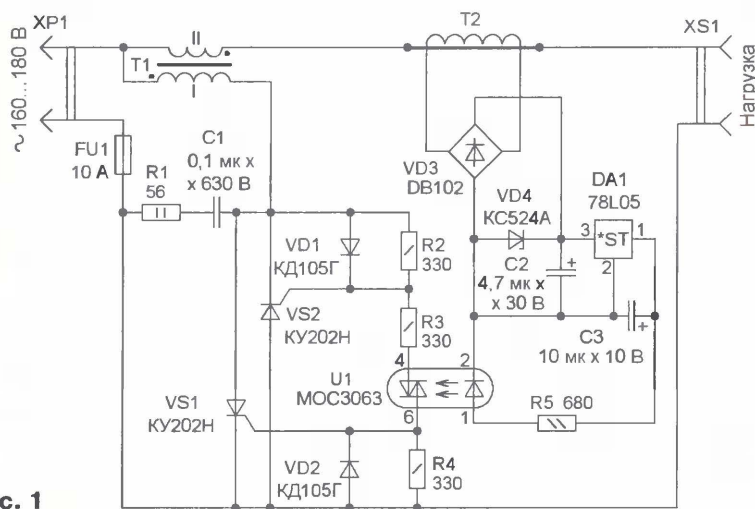 XP1
~160...180 В
II
T1
I
T2
XS1
Нагрузка
FU1
10 А
R1
56
C1
0,1 мк х
х 630 В
VD3
DB102
VD4
КС524А
DA1
78L05
3
*ST
1
2
VD1
КД105Г
R2
330
C2
4,7 мк х
х 30 В
+
VS2
КУ202Н
R3
330
C3
10 мк х 10 В
+
U1
МОС3063
4
2
6
1
VS1
КУ202Н
R5 680
VD2
КД105Г
R4
330
с. 1